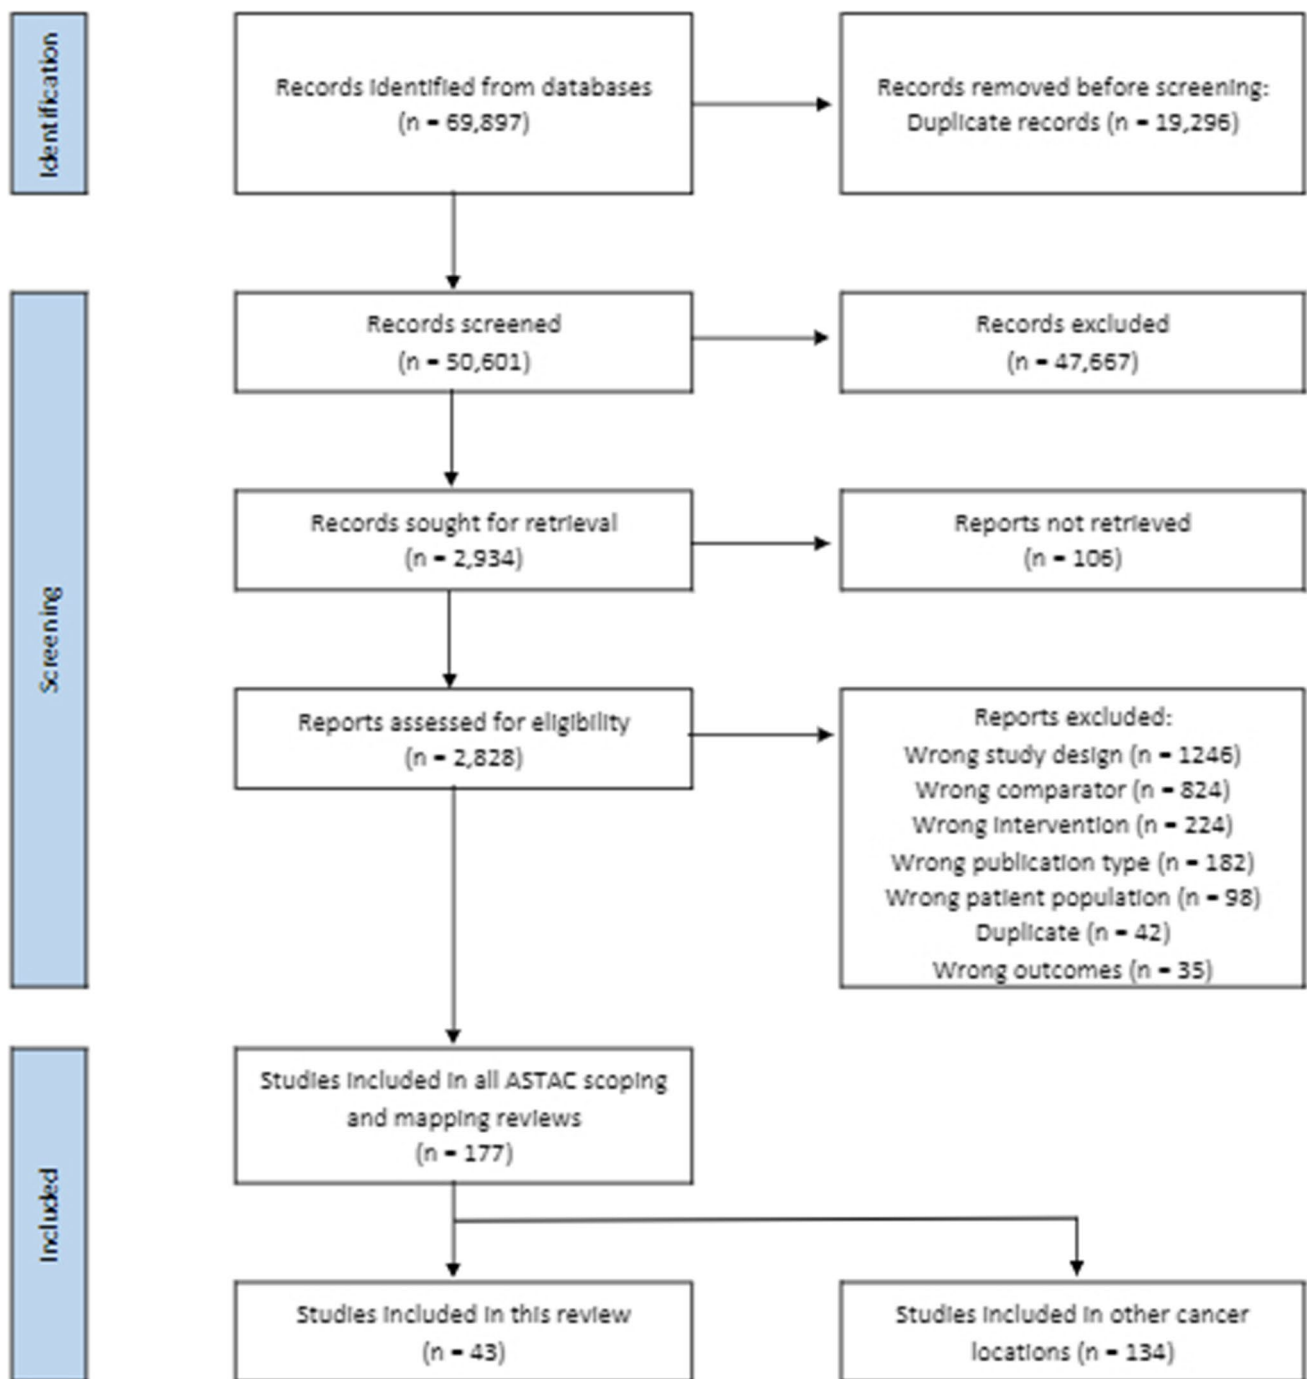 Identification
Records identified from databases
(n = 69,897)
Records removed before screening:
Duplicate records (n = 19,296)
Screening
Records screened
(n = 50,601)
Records excluded
(n = 47,667)
Records sought for retrieval
(n = 2,934)
Reports not retrieved
(n = 106)
Reports assessed for eligibility
(n = 2,828)
Reports excluded:
Wrong study design (n = 1246)
Wrong comparator (n = 824)
Wrong intervention (n = 224)
Wrong publication type (n = 182)
Wrong patient population (n = 98)
Duplicate (n = 42)
Wrong outcomes (n = 35)
Included
Studies included in all ASTAC scoping
and mapping reviews
(n = 177)
Studies included in this review
(n = 43)
Studies included in other cancer
locations (n = 134)